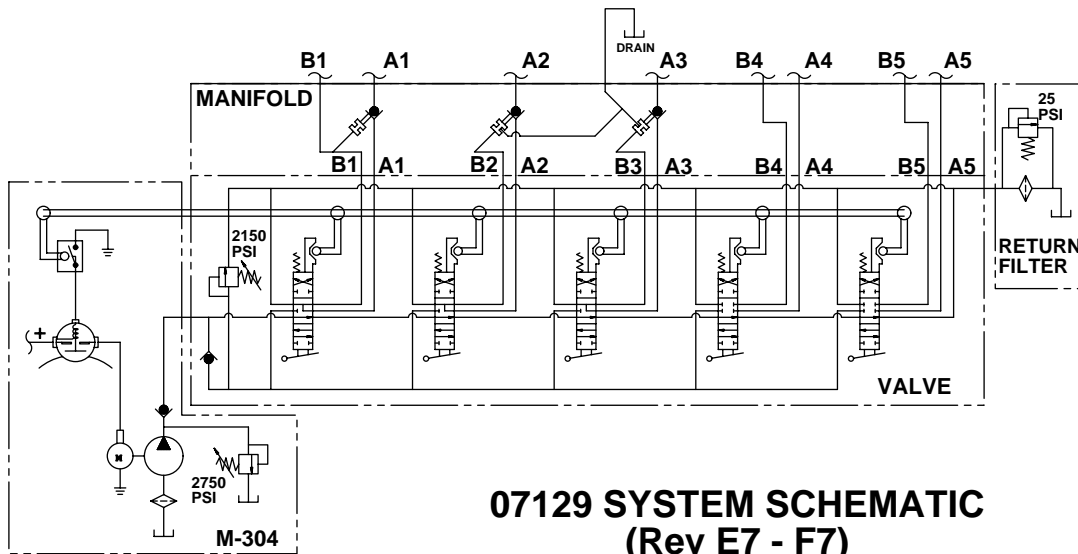 DRAIN
B1 A1 A2 A3 B4 A4 B5 A5
MANIFOLD
25
PSI
B1 A1 B2 A2 B3 A3 B4 A4 B5 A5
2150
PSI
RETURN
FILTER
+
VALVE
M
2750
PSI
M-304
07129 SYSTEM SCHEMATIC
(Rev E7 - F7)